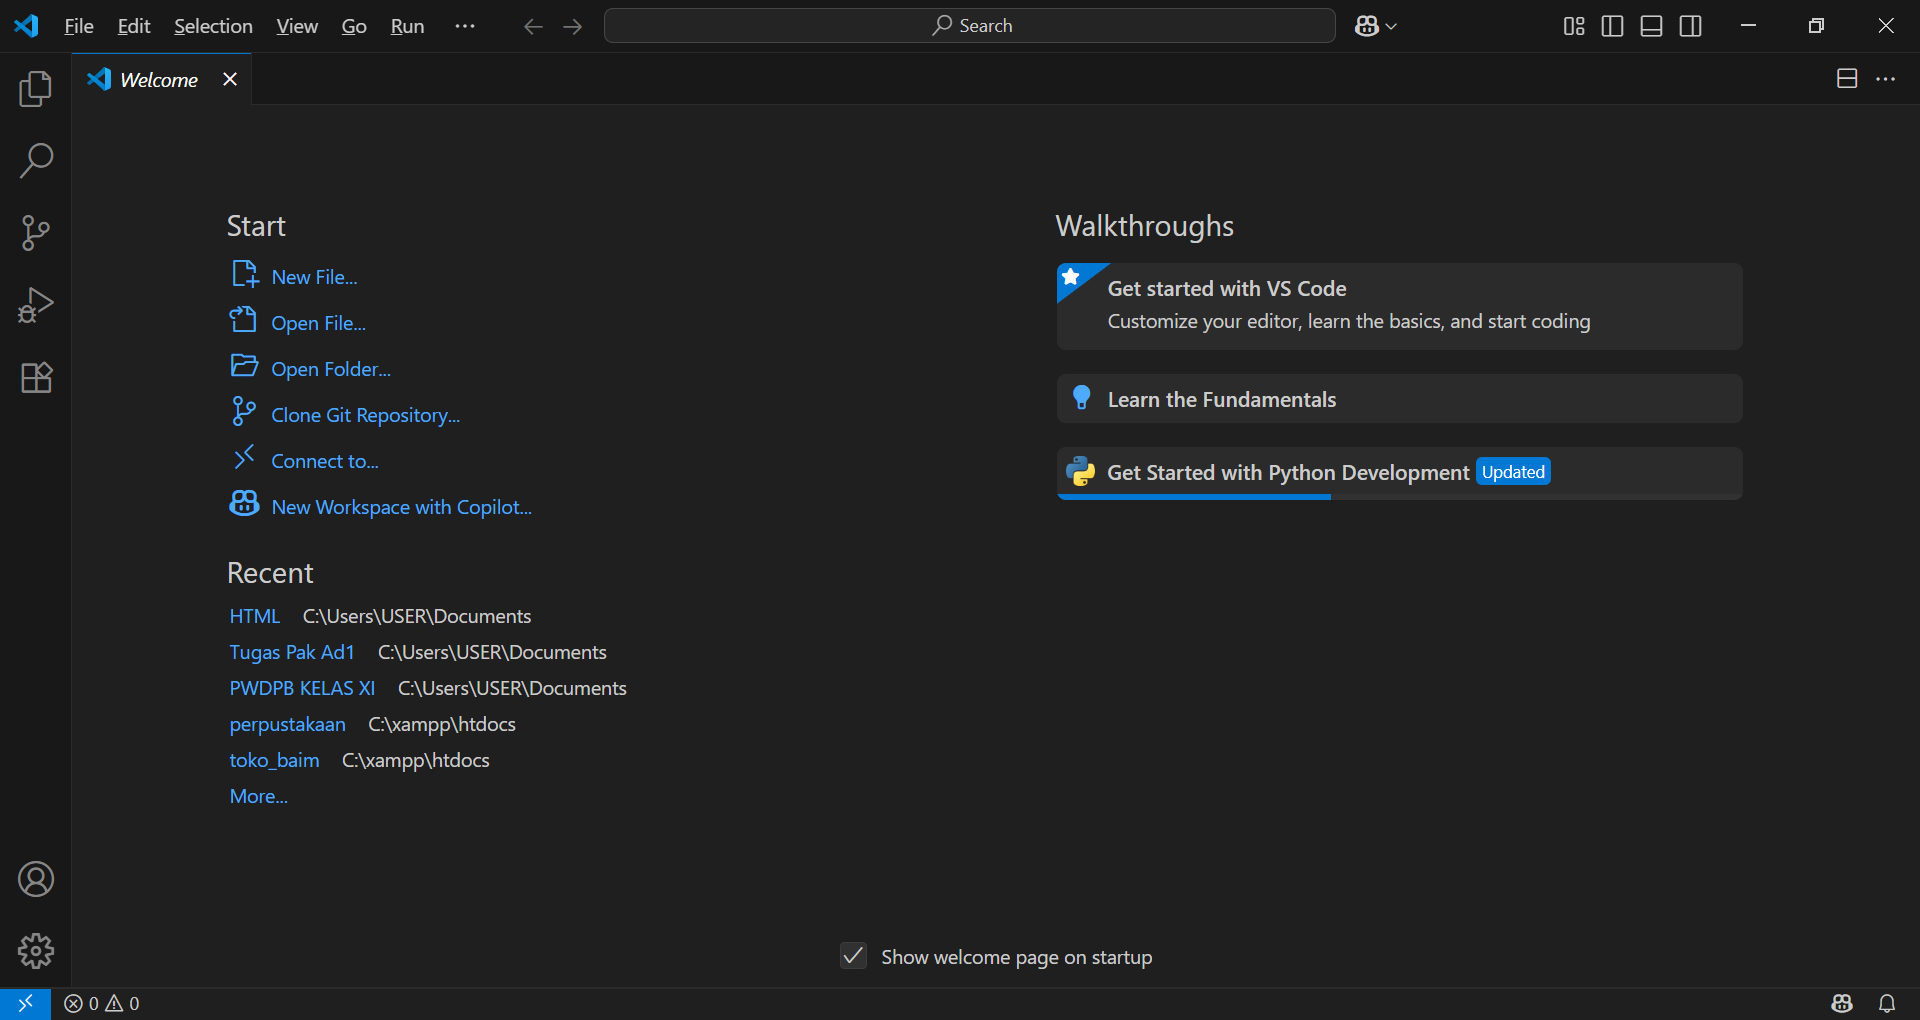 File Edit Selection View Go Run ···
Search
Welcome
Start
New File...
Open File...
Open Folder...
Clone Git Repository...
Connect to...
New Workspace with Copilot...
Recent
HTML C:\Users\USER\Documents
Tugas Pak Ad1 C:\Users\USER\Documents
PWDPB KELAS XI C:\Users\USER\Documents
perpustakaan C:\xampp\htdocs
toko_baim C:\xampp\htdocs
More...
Walkthroughs
Get started with VS Code
Customize your editor, learn the basics, and start coding
Learn the Fundamentals
Get Started with Python Development Updated
Show welcome page on startup
0 0